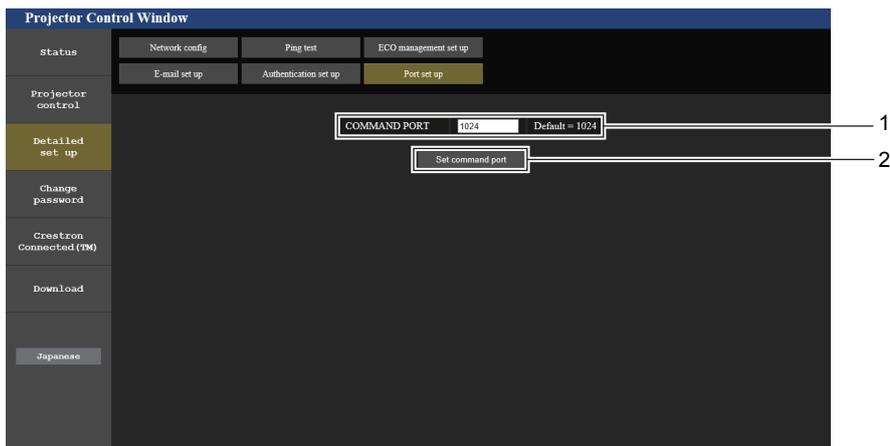 Projector Control Window
Status
Network config
Ping test
ECO management set up
E-mail set up
Authentication set up
Port set up
Projector
control
Detailed
set up
Change
password
Crestron
Connected(TM)
Download
Japanese
COMMAND PORT 1024 Default = 1024
1
Set command port
2